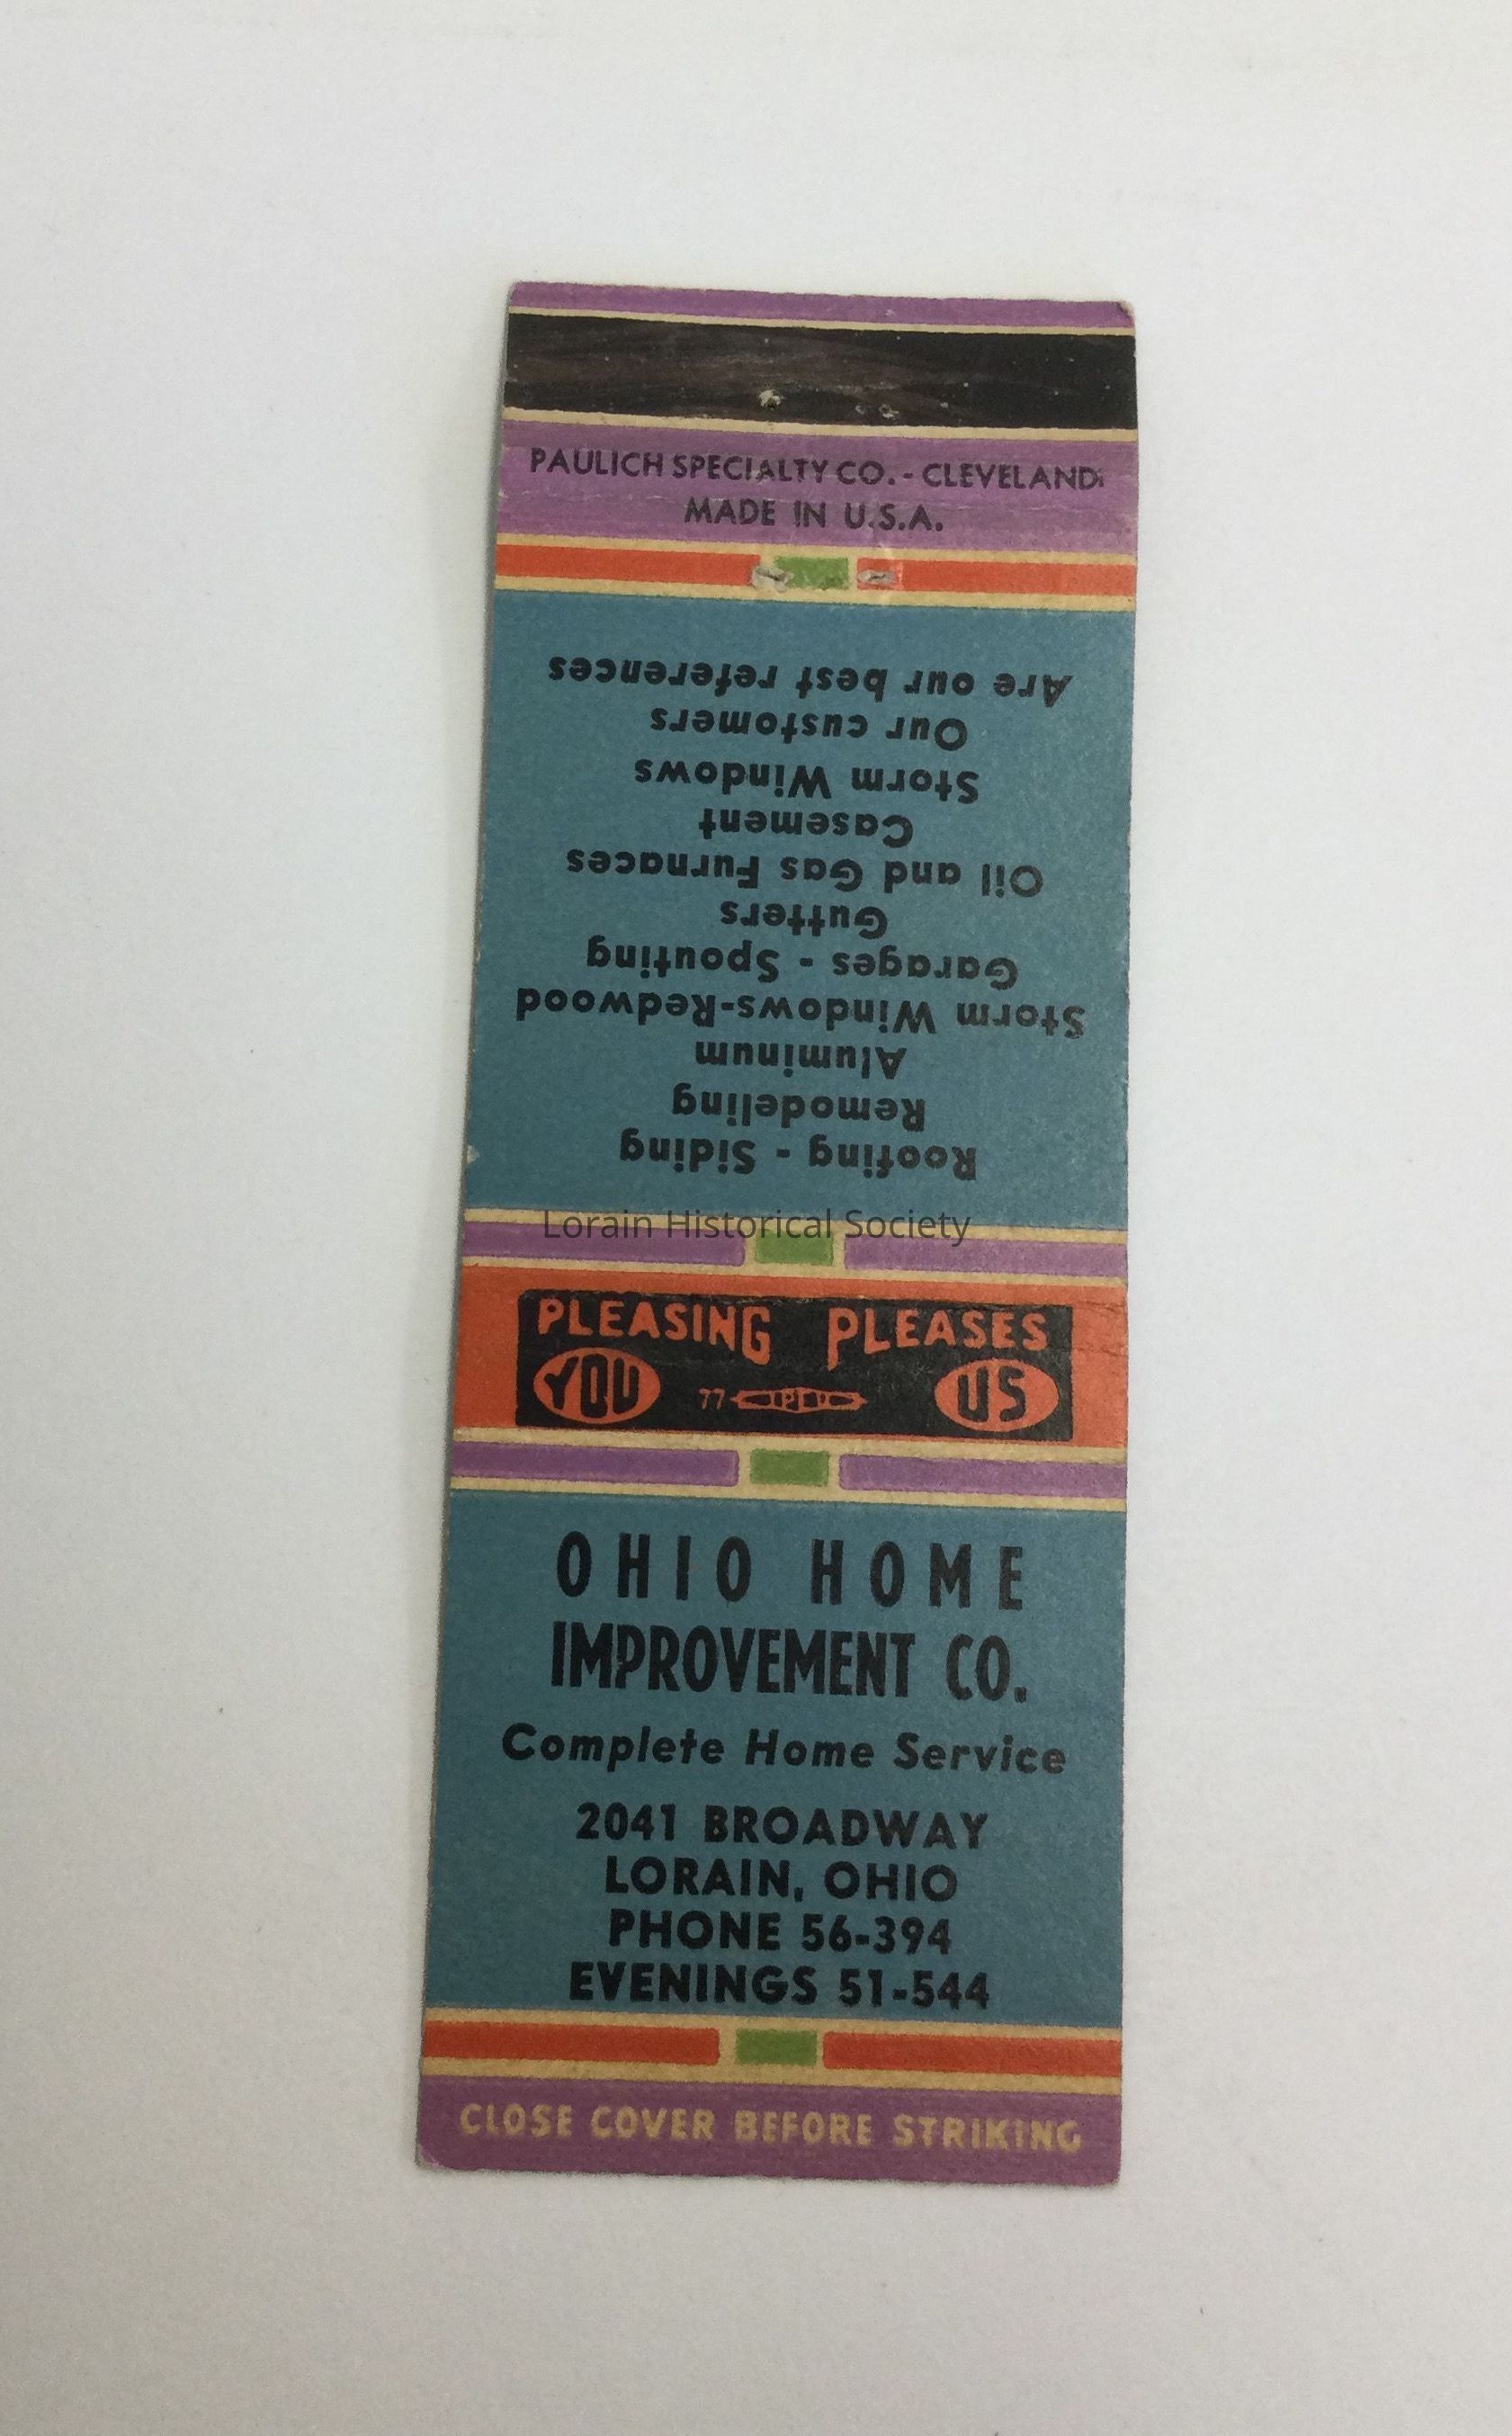 PAULICH SPECIALTY CO. - CLEVELAND
MADE IN U.S.A.
Roofing - Siding
Remodeling
Aluminum
Storm Windows-Redwood
Garages - Spouting
Gutters
Oil and Gas Furnaces
Casement
Storm Windows
Our customers
Are our best references
Lorain Historical Society
PLEASING PLEASES
YOU 77 US
OHIO HOME
IMPROVEMENT CO.
Complete Home Service
2041 BROADWAY
LORAIN, OHIO
PHONE 56-394
EVENINGS 51-544
CLOSE COVER BEFORE STRIKING